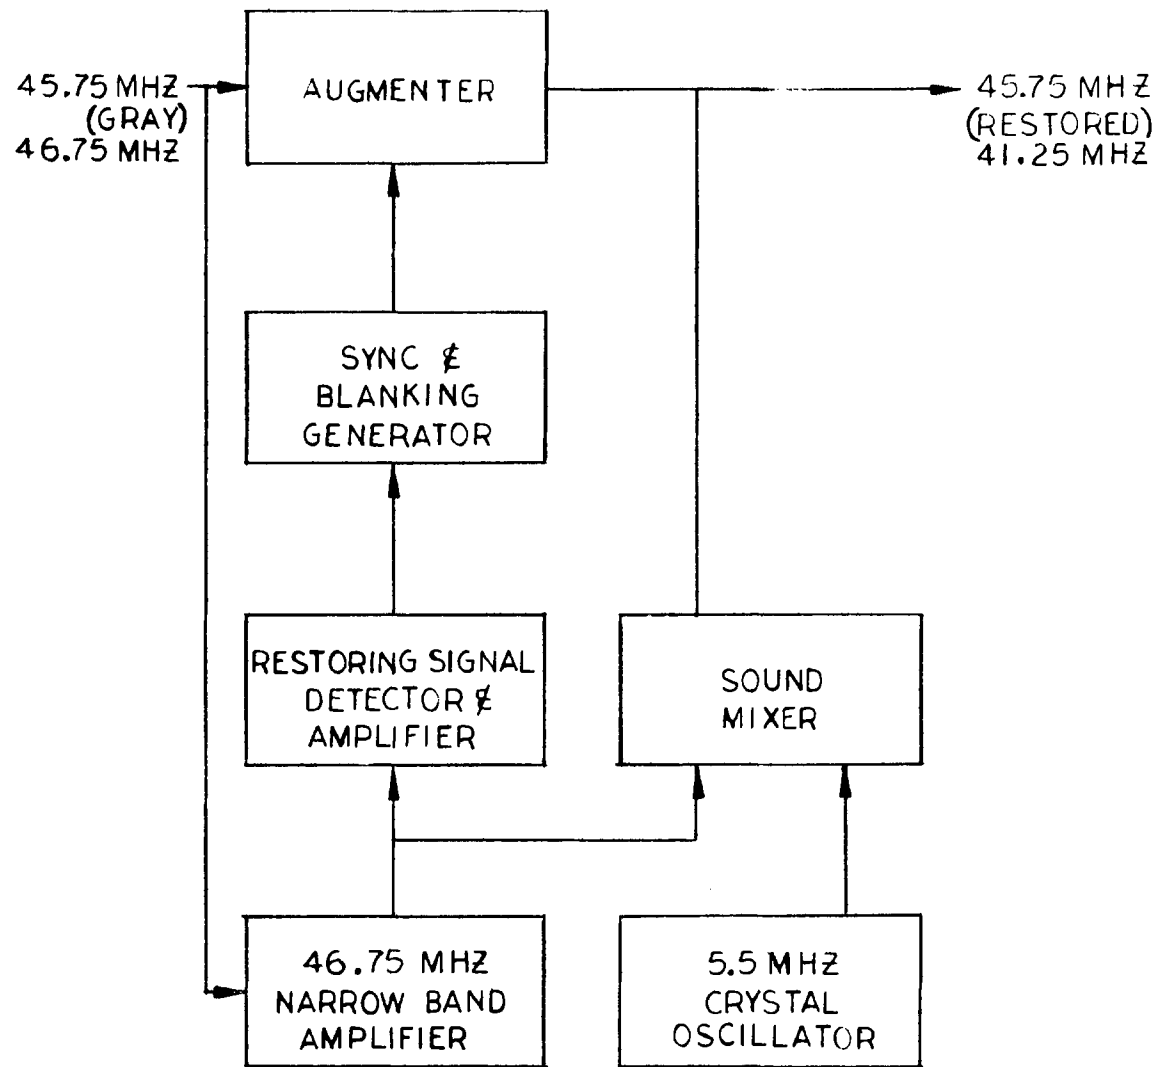 45.75 MHZ
(GRAY)
46.75 MHZ
AUGMENTER
45.75 MHZ
(RESTORED)
41.25 MHZ
SYNC &
BLANKING
GENERATOR
RESTORING SIGNAL
DETECTOR &
AMPLIFIER
SOUND
MIXER
46.75 MHZ
NARROW BAND
AMPLIFIER
5.5 MHZ
CRYSTAL
OSCILLATOR